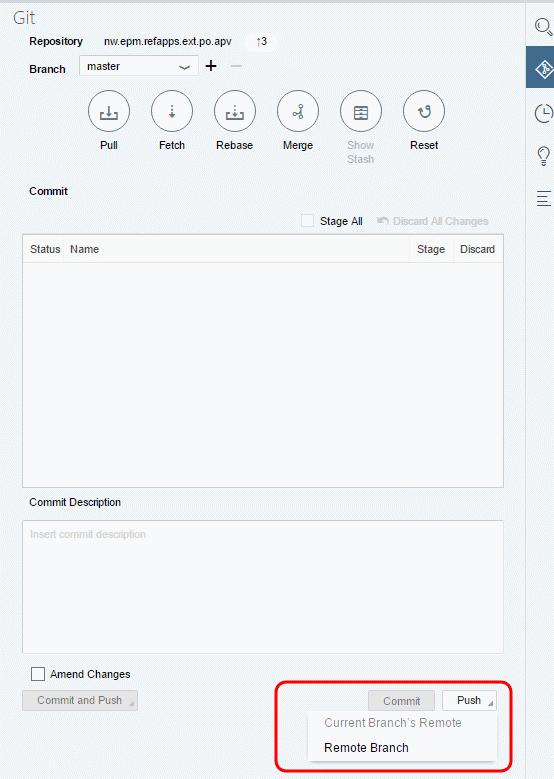 Git
Repository nw.epm.refapps.ext.po.apv ↑3
Branch master + −
Pull Fetch Rebase Merge Show Stash Reset
Commit
Stage All Discard All Changes
Status Name Stage Discard
Commit Description
Insert commit description
Amend Changes
Commit and Push Commit Push
Current Branch's Remote
Remote Branch